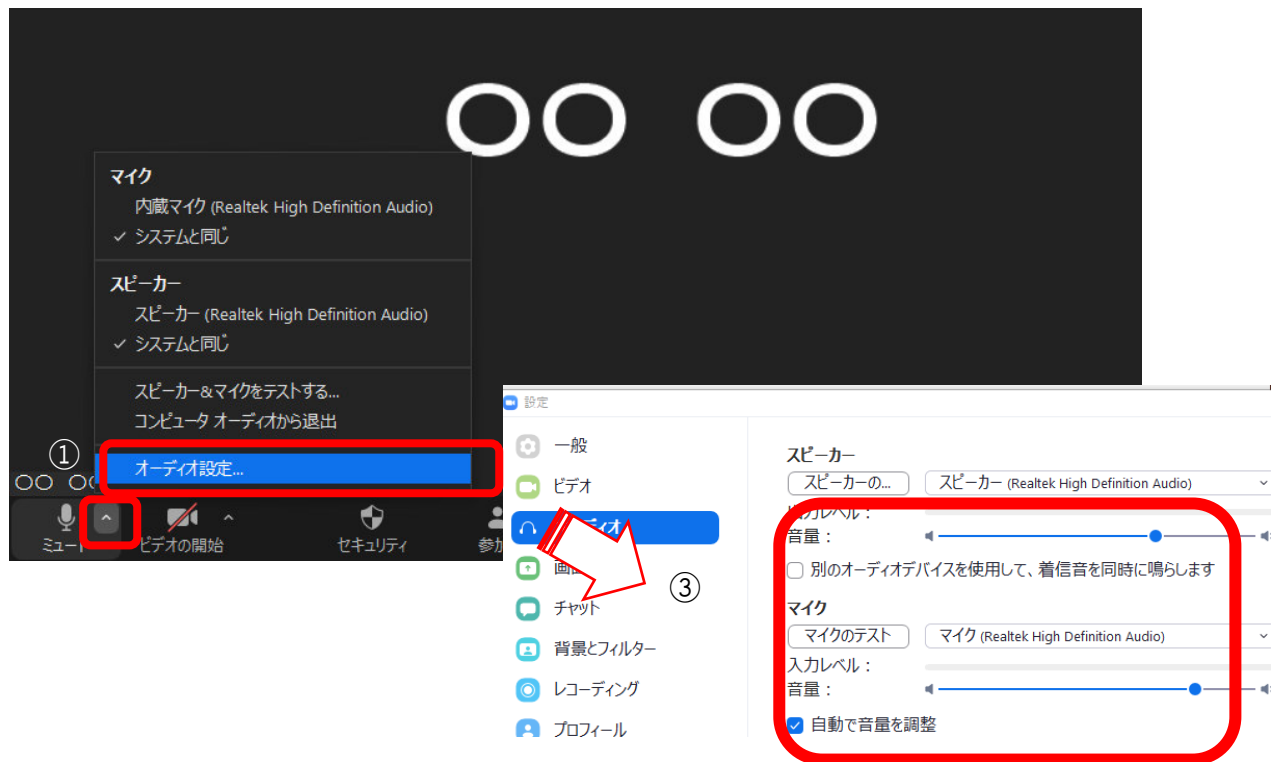 ○○ ○○
マイク
内蔵マイク (Realtek High Definition Audio)
✓ システムと同じ
スピーカー
スピーカー (Realtek High Definition Audio)
✓ システムと同じ
スピーカー&マイクをテストする...
コンピュータ オーディオから退出
①
オーディオ設定...
○○
ミュート
ビデオの開始
セキュリティ
設定
一般
ビデオ
チャット
背景とフィルター
レコーディング
プロフィール
③
スピーカー
スピーカーの...
スピーカー (Realtek High Definition Audio)
出力レベル：
音量：
別のオーディオデバイスを使用して、着信音を同時に鳴らします
マイク
マイクのテスト
マイク (Realtek High Definition Audio)
入力レベル：
音量：
自動で音量を調整